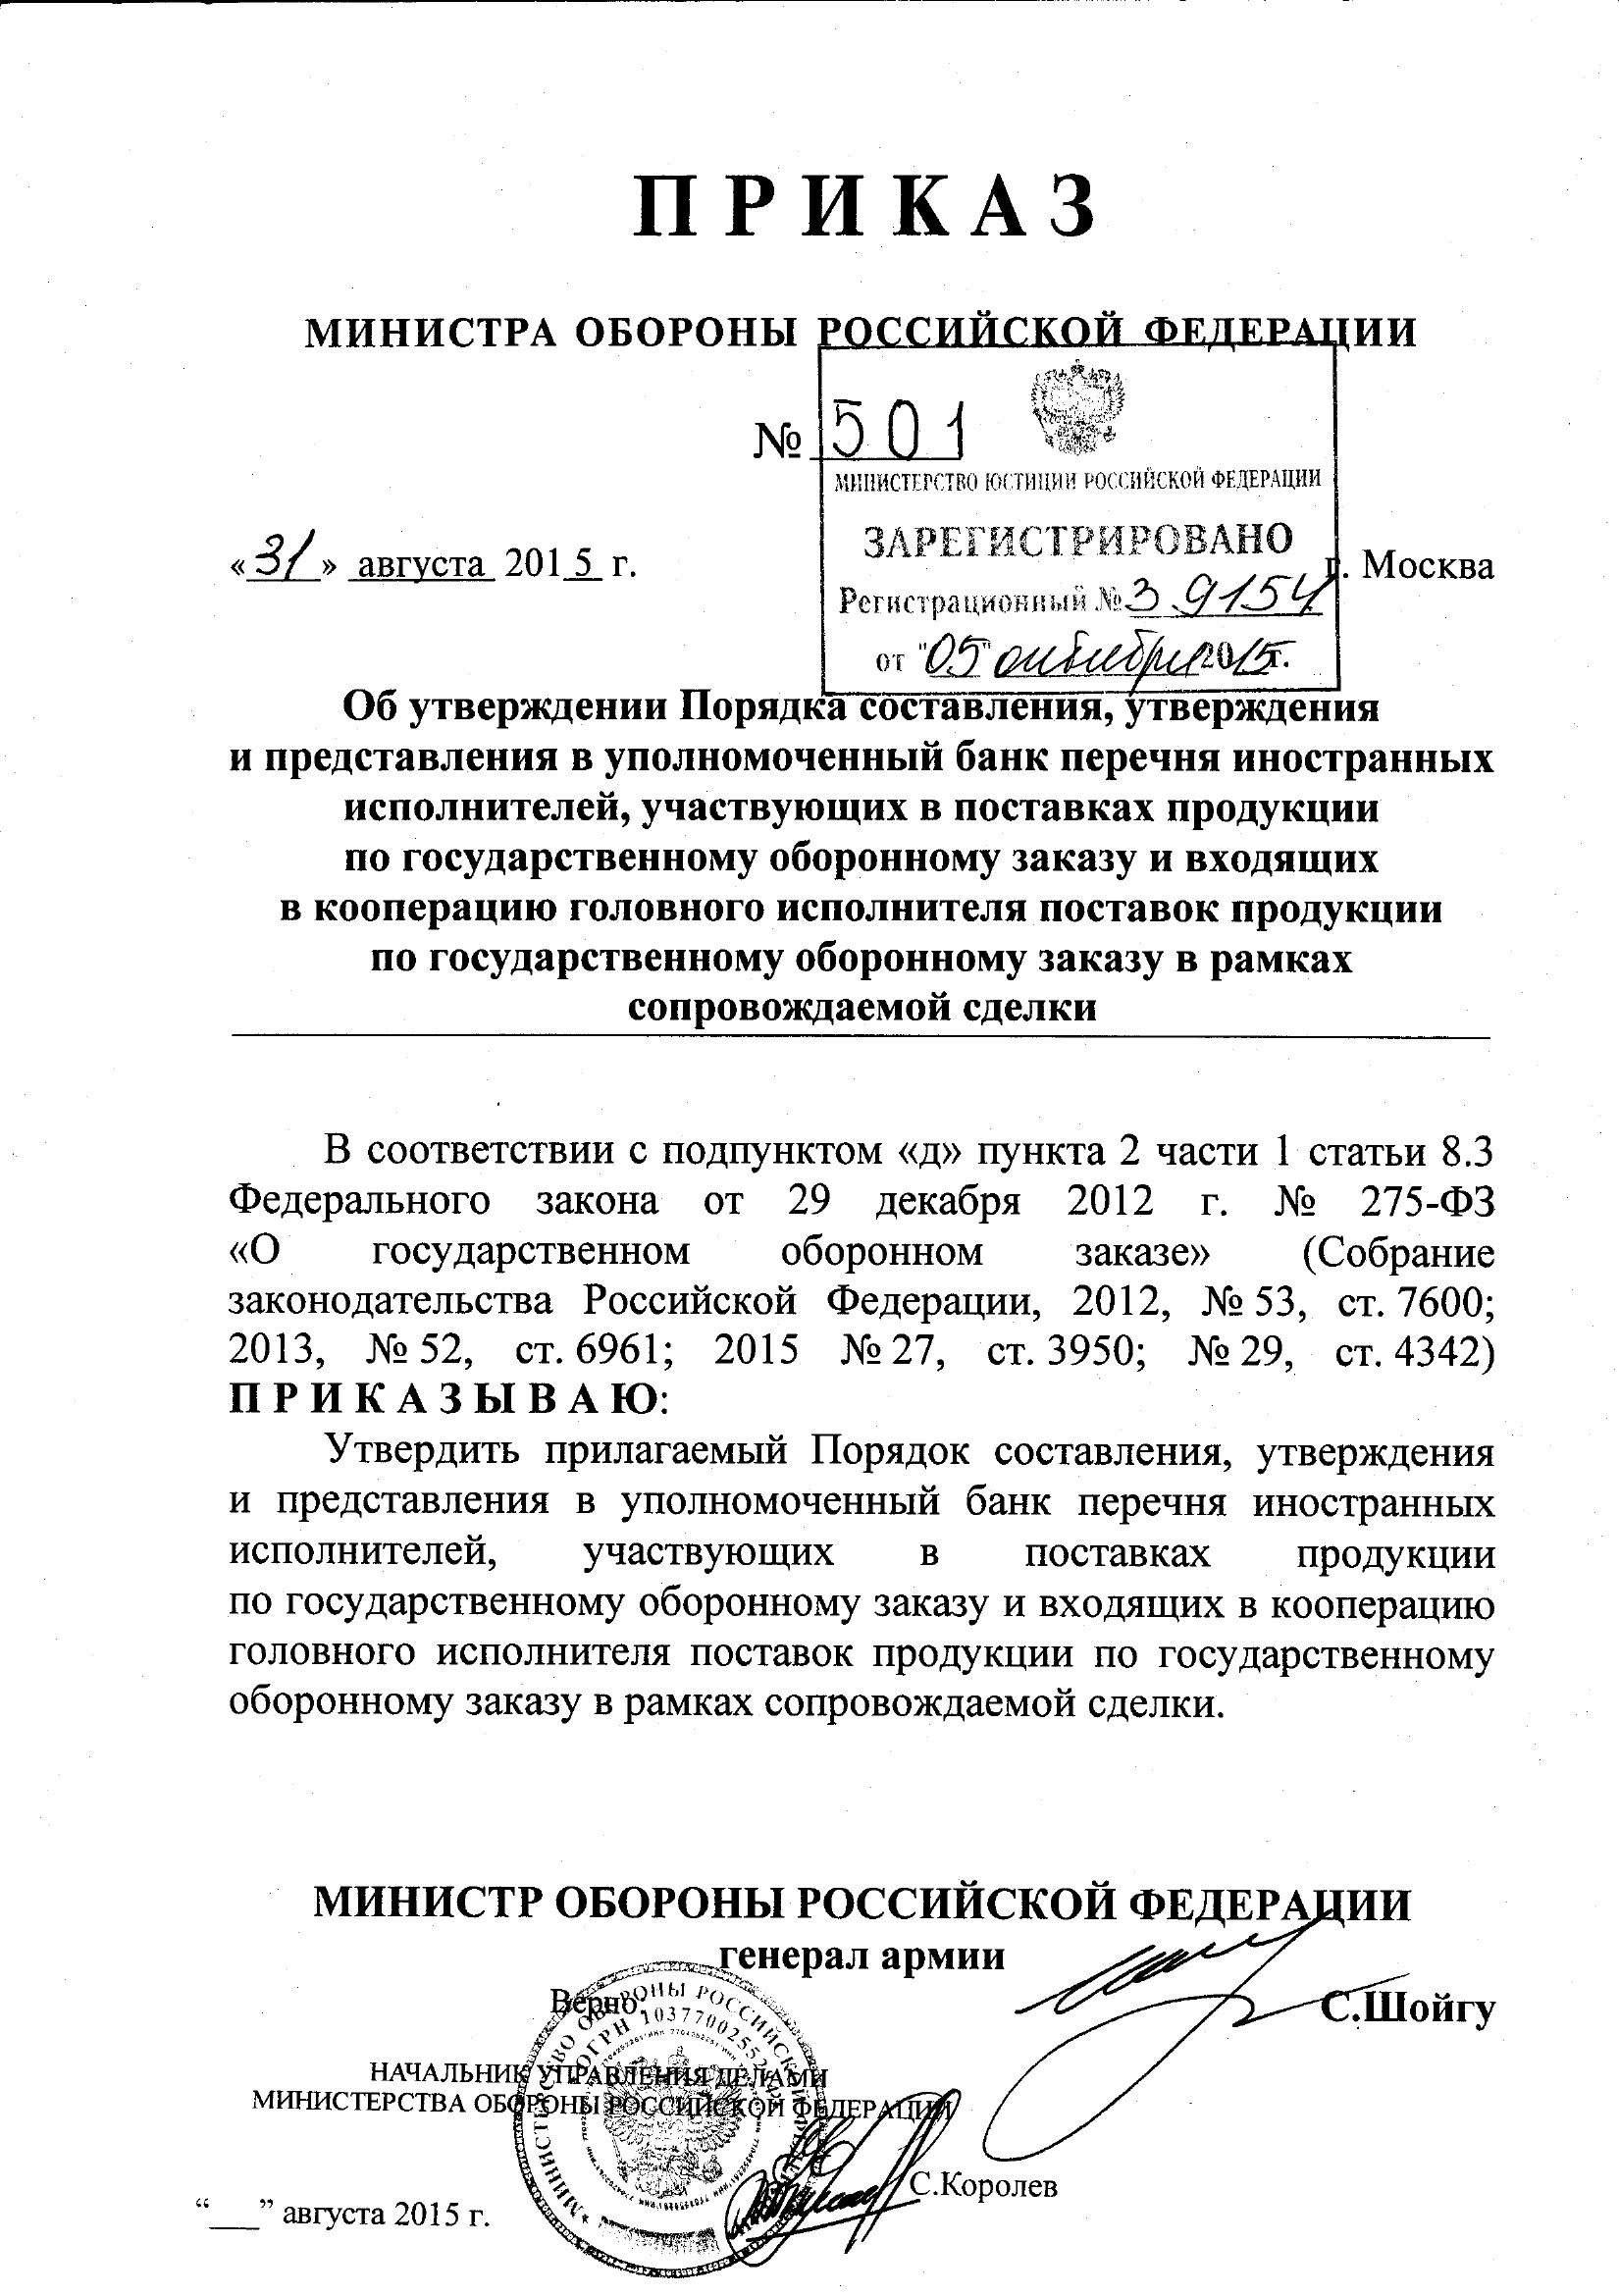 ПРИКАЗ
МИНИСТРА ОБОРОНЫ РОССИЙСКОЙ ФЕДЕРАЦИИ
№ 501
МИНИСТЕРСТВО ЮСТИЦИИ РОССИЙСКОЙ ФЕДЕРАЦИИ
ЗАРЕГИСТРИРОВАНО
Регистрационный № 39154
от "05" октября 2015г.
«31» августа 2015 г.
г. Москва
Об утверждении Порядка составления, утверждения
и представления в уполномоченный банк перечня иностранных
исполнителей, участвующих в поставках продукции
по государственному оборонному заказу и входящих
в кооперацию головного исполнителя поставок продукции
по государственному оборонному заказу в рамках
сопровождаемой сделки
В соответствии с подпунктом «д» пункта 2 части 1 статьи 8.3
Федерального закона от 29 декабря 2012 г. № 275-ФЗ
«О государственном оборонном заказе» (Собрание
законодательства Российской Федерации, 2012, № 53, ст. 7600;
2013, № 52, ст. 6961; 2015 № 27, ст. 3950; № 29, ст. 4342)
ПРИКАЗЫВАЮ:
Утвердить прилагаемый Порядок составления, утверждения
и представления в уполномоченный банк перечня иностранных
исполнителей, участвующих в поставках продукции
по государственному оборонному заказу и входящих в кооперацию
головного исполнителя поставок продукции по государственному
оборонному заказу в рамках сопровождаемой сделки.
МИНИСТР ОБОРОНЫ РОССИЙСКОЙ ФЕДЕРАЦИИ
генерал армии
С.Шойгу
Верно:
НАЧАЛЬНИК УПРАВЛЕНИЯ ДЕЛАМИ
МИНИСТЕРСТВА ОБОРОНЫ РОССИЙСКОЙ ФЕДЕРАЦИИ
С.Королев
“___” августа 2015 г.
МИНИСТЕРСТВО ОБОРОНЫ РОССИЙСКОЙ
ОГРН